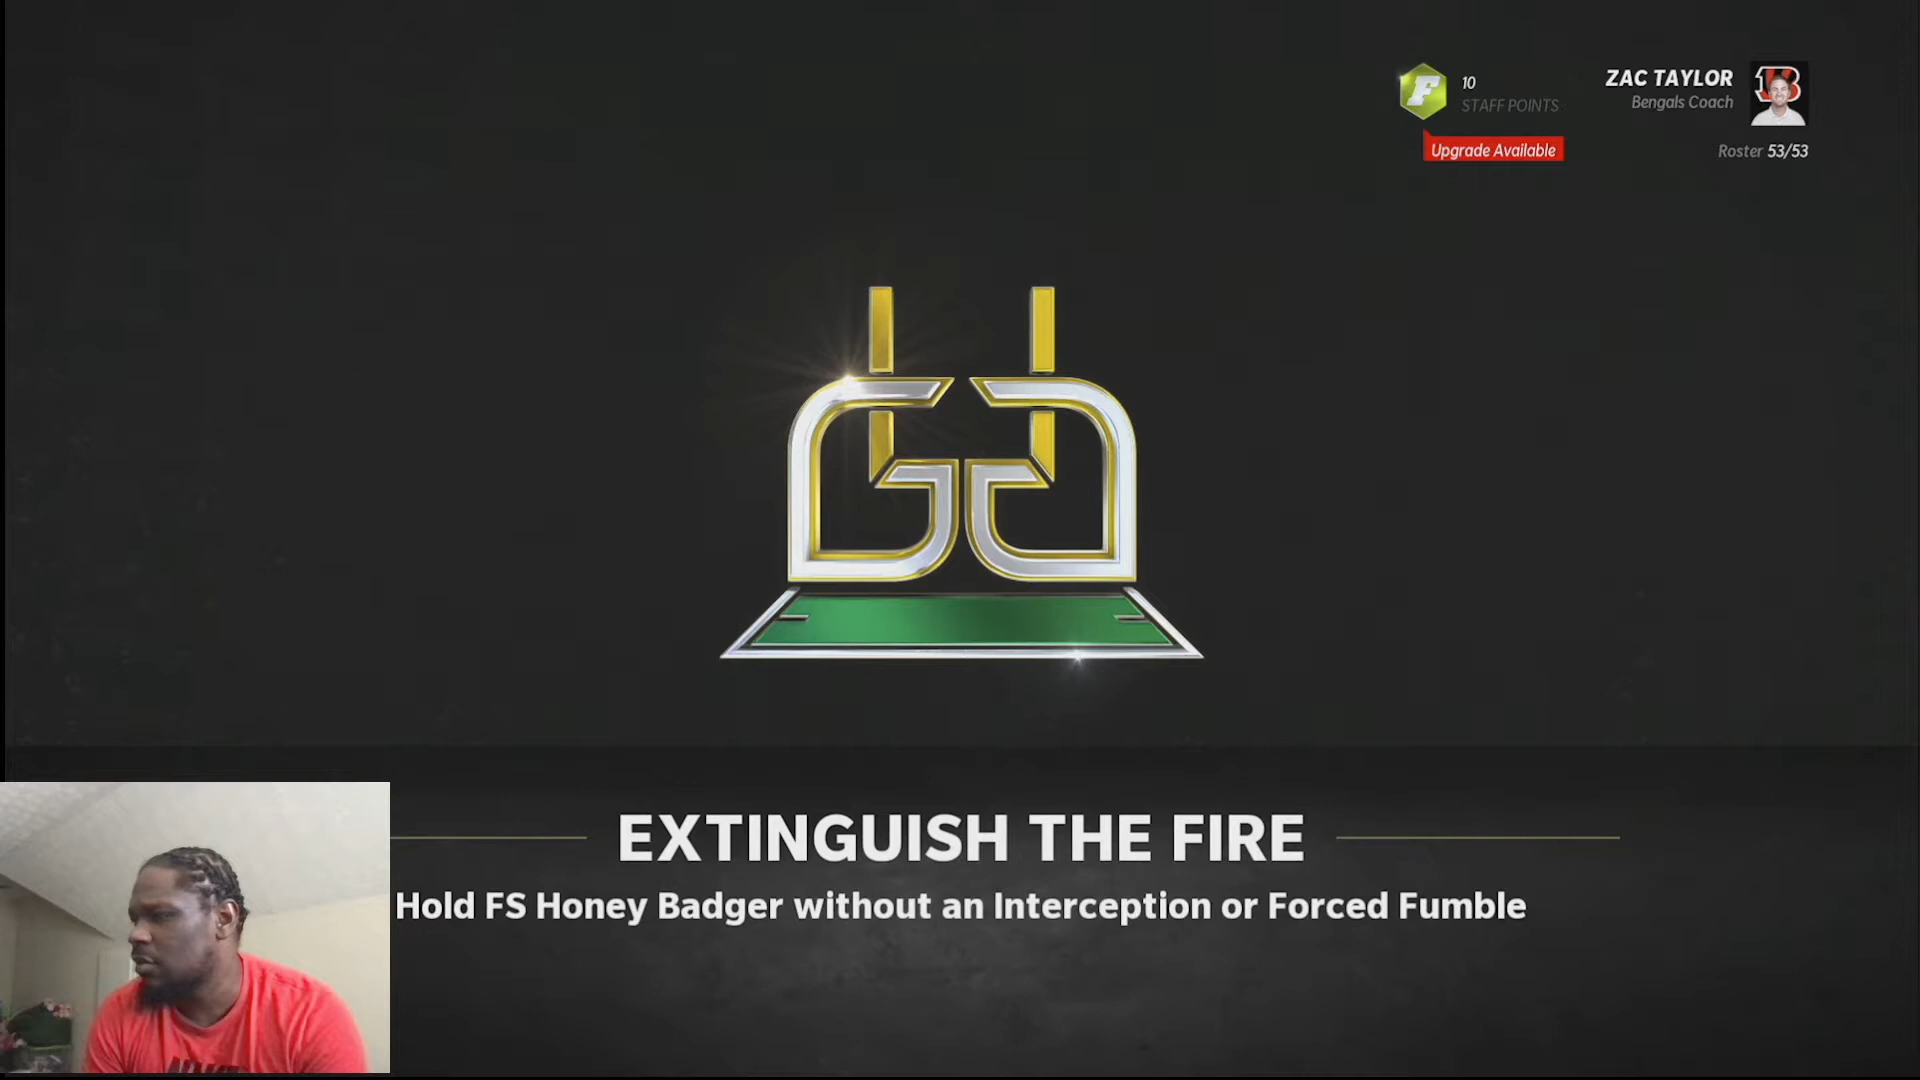 10
STAFF POINTS
Upgrade Available
ZAC TAYLOR
Bengals Coach
Roster 53/53
EXTINGUISH THE FIRE
Hold FS Honey Badger without an Interception or Forced Fumble